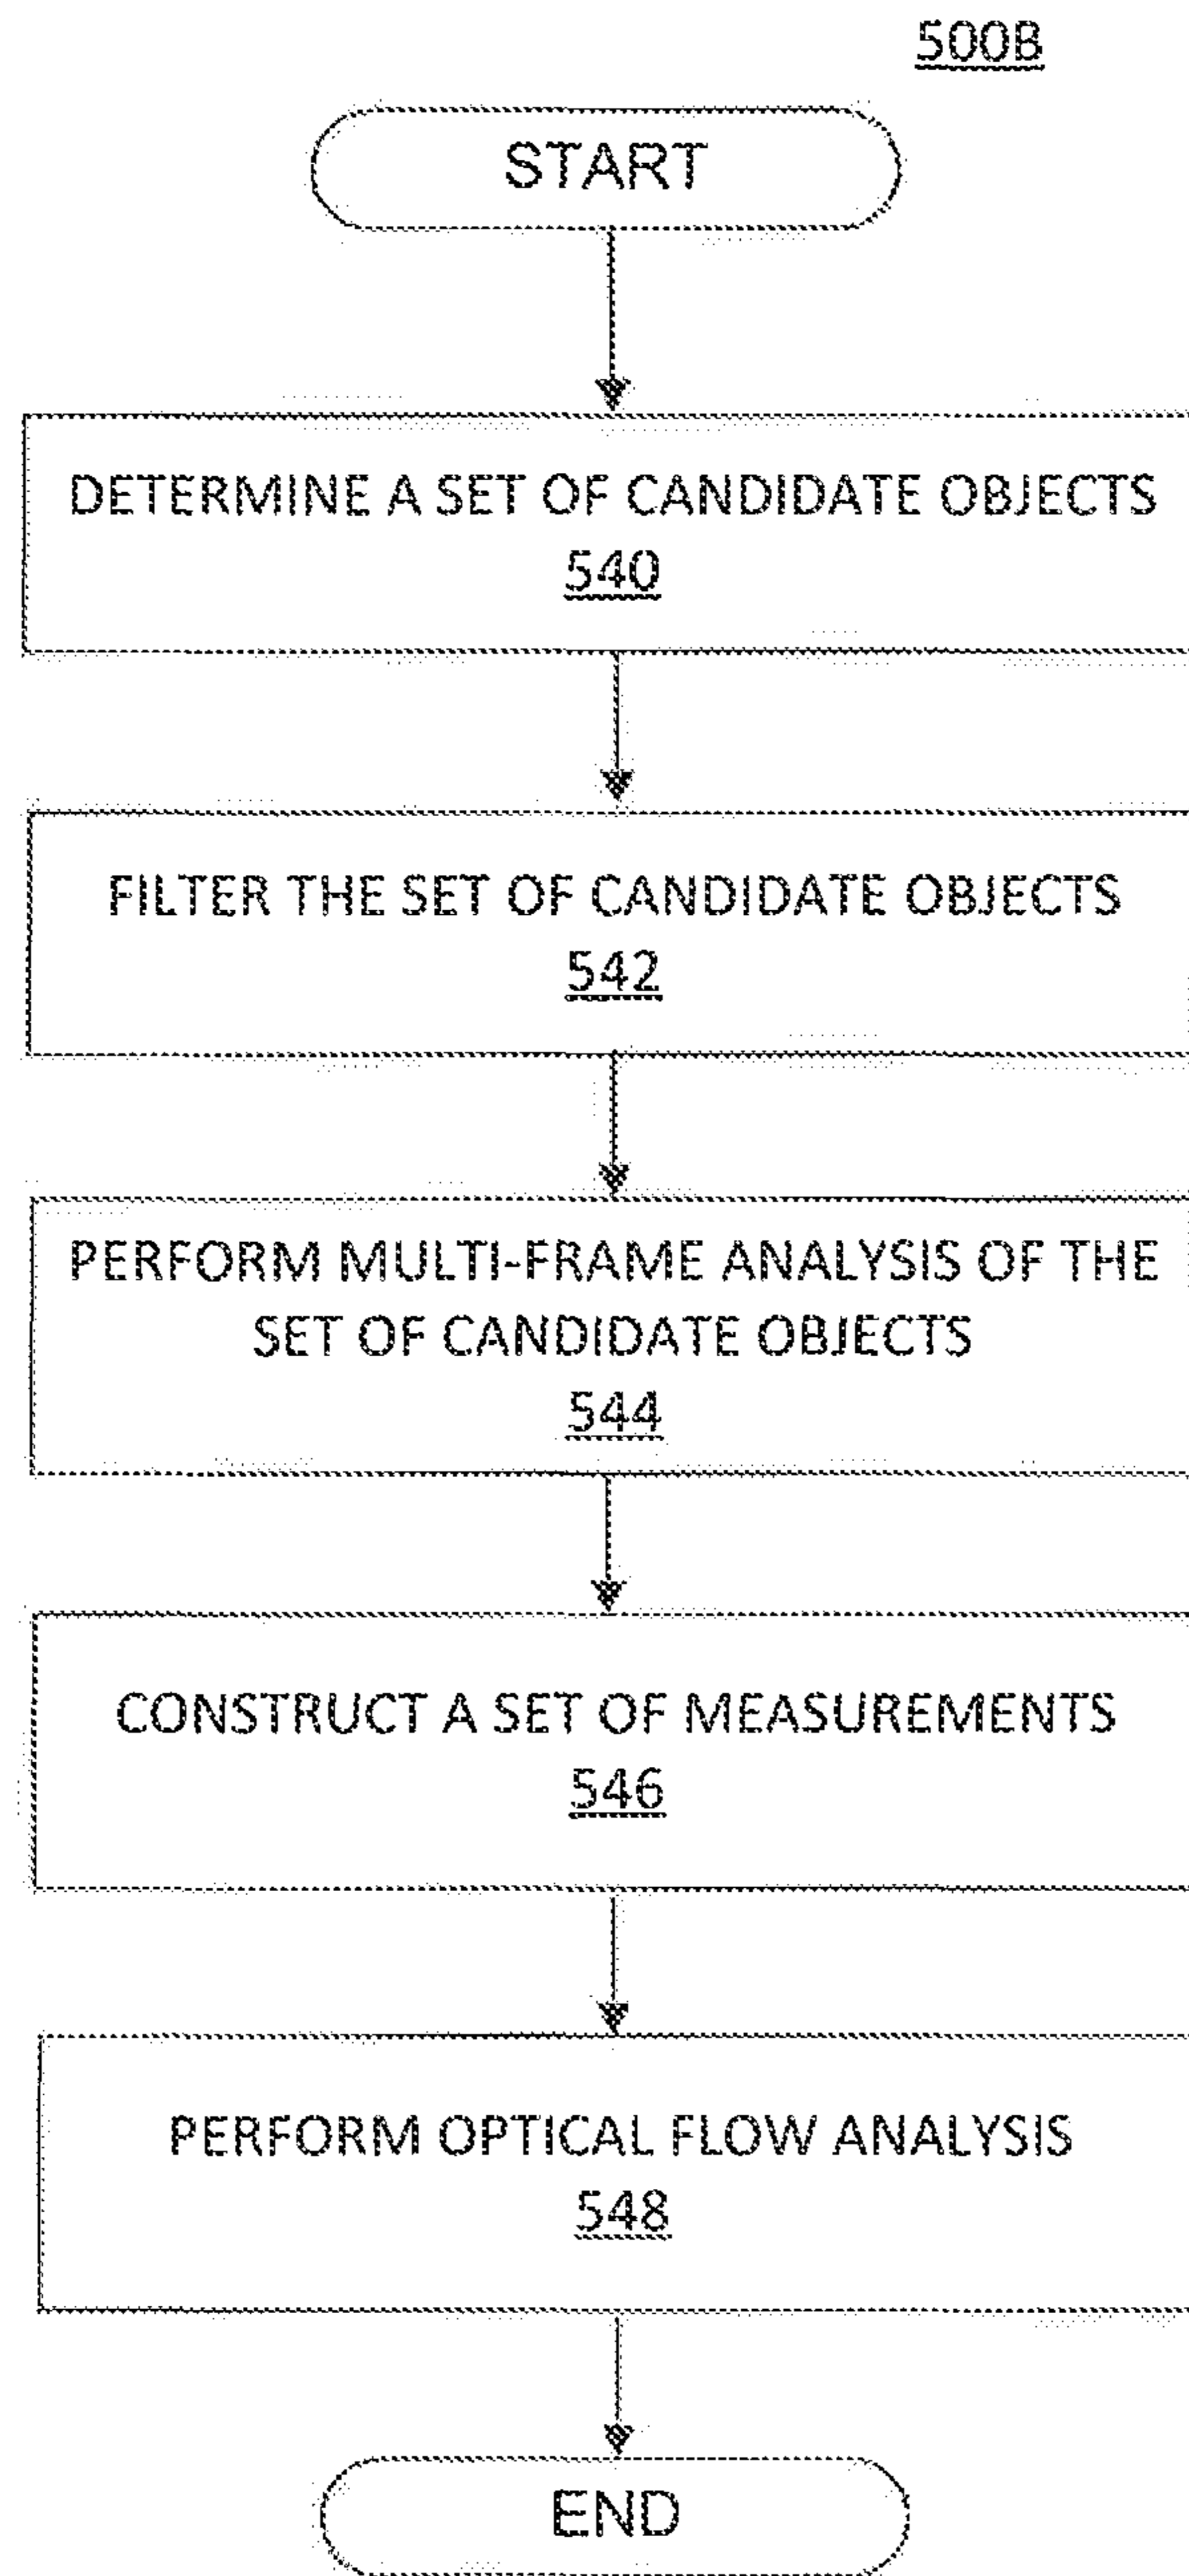 500B
START
DETERMINE A SET OF CANDIDATE OBJECTS
540
FILTER THE SET OF CANDIDATE OBJECTS
542
PERFORM MULTI-FRAME ANALYSIS OF THE
SET OF CANDIDATE OBJECTS
544
CONSTRUCT A SET OF MEASUREMENTS
546
PERFORM OPTICAL FLOW ANALYSIS
548
END